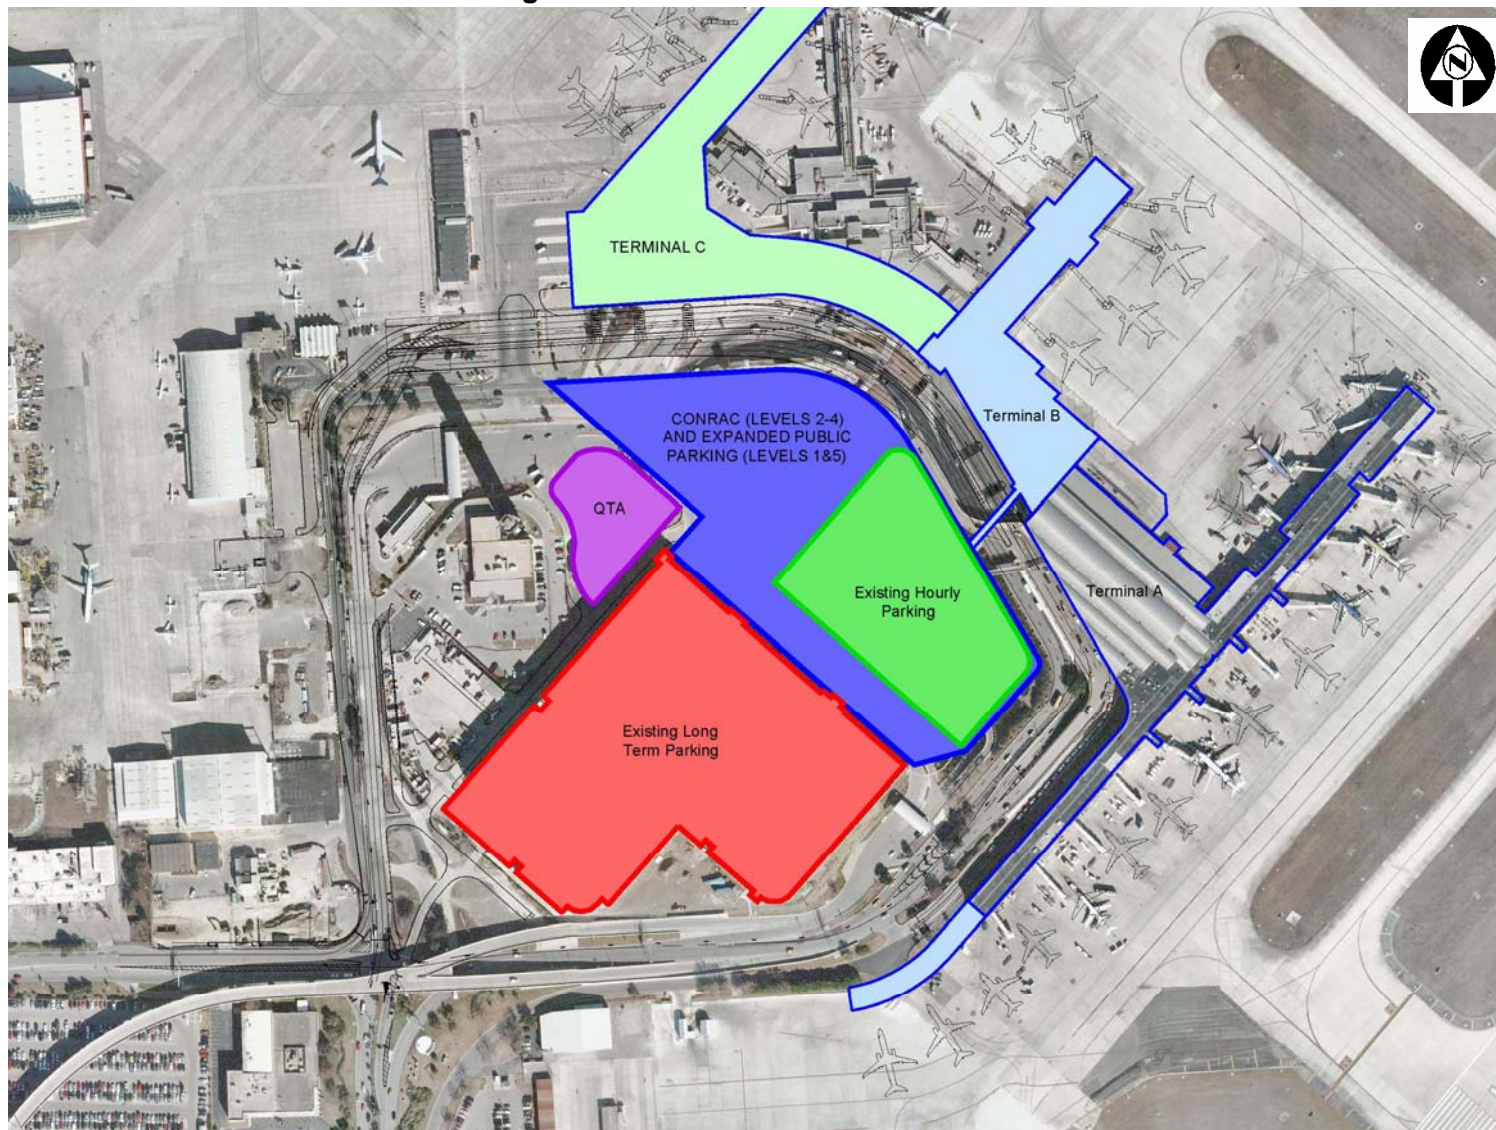 g
N
TERMINAL C
CONRAC (LEVELS 2-4)
AND EXPANDED PUBLIC
PARKING (LEVELS 1&5)
Terminal B
QTA
Existing Hourly
Parking
Terminal A
Existing Long
Term Parking